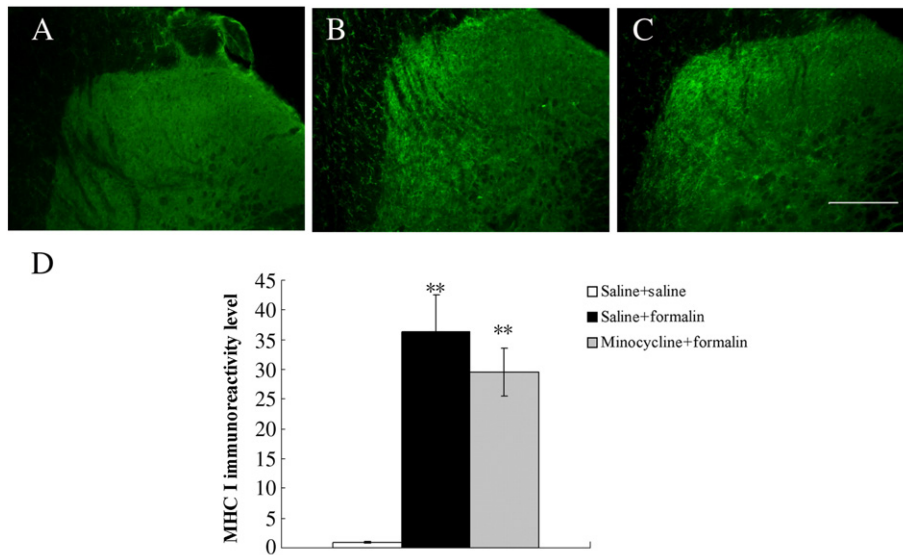 A
B
C
D
MHC I immunoreactivity level
45
40
35
30
25
20
15
10
5
0
**
**
Saline+saline
Saline+formalin
Minocycline+formalin